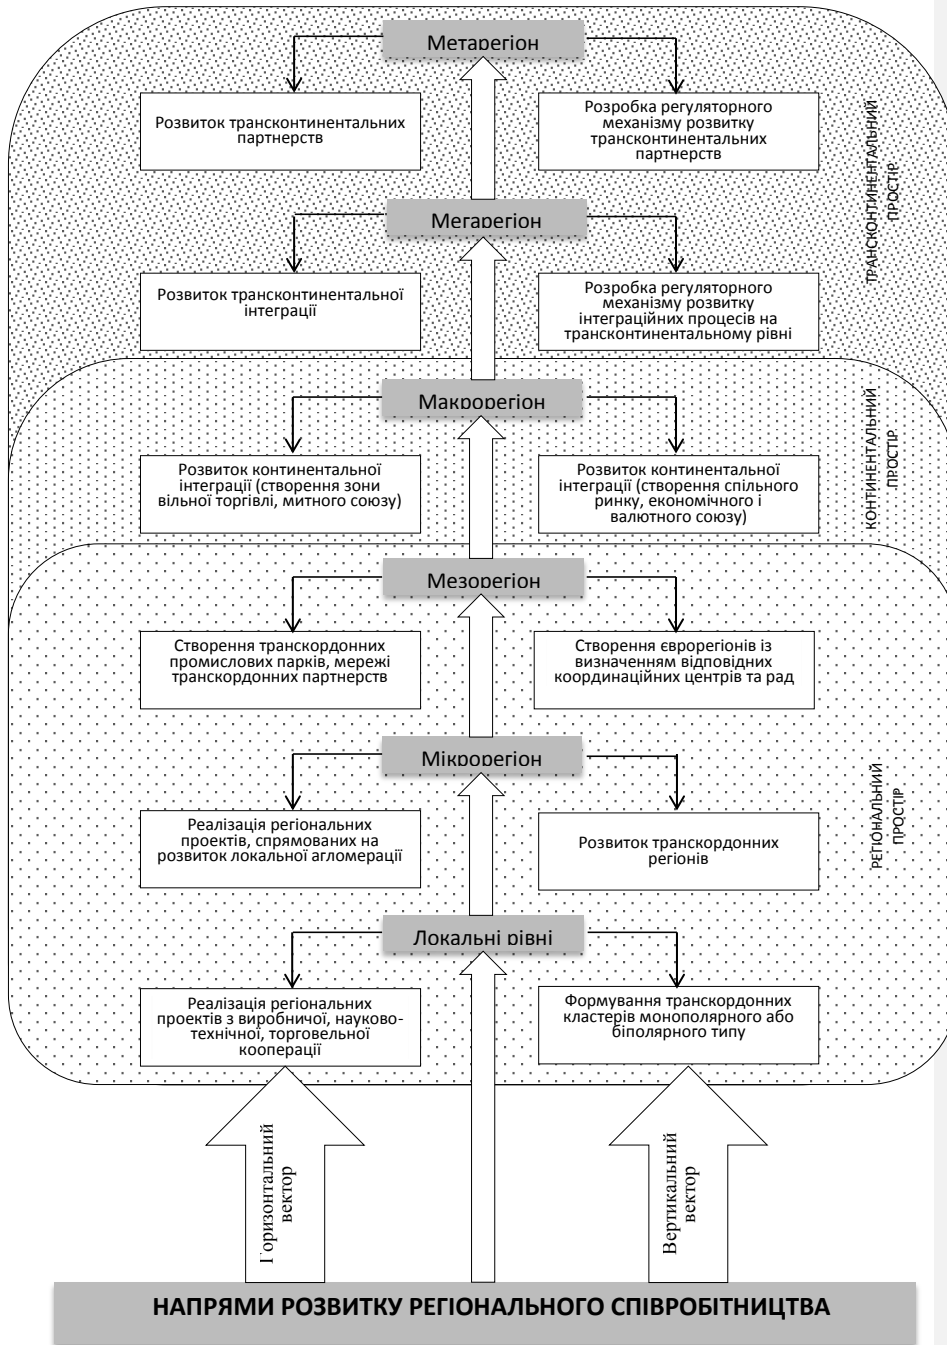 Метарегіон
Розвиток трансконтинентальних
партнерств
Розробка регуляторного
механізму розвитку
трансконтинентальних
партнерств
Мегарегіон
Розвиток трансконтинентальної
інтеграції
Розробка регуляторного
механізму розвитку
інтеграційних процесів на
трансконтинентальному рівні
ТРАНСКОНТИНЕНТАЛЬНИЙ
ПРОСТІР
Макрорегіон
Розвиток континентальної
інтеграції (створення зони
вільної торгівлі, митного союзу)
Розвиток континентальної
інтеграції (створення спільного
ринку, економічного і
валютного союзу)
КОНТИНЕНТАЛЬНИЙ
ПРОСТІР
Мезорегіон
Створення транскордонних
промислових парків, мережі
транскордонних партнерств
Створення єврорегіонів із
визначенням відповідних
координаційних центрів та рад
Мікрорегіон
Реалізація регіональних
проектів, спрямованих на
розвиток локальної агломерації
Розвиток транскордонних
регіонів
РЕГІОНАЛЬНИЙ
ПРОСТІР
Локальні рівні
Реалізація регіональних
проектів з виробничої, науково-
технічної, торговельної
кооперації
Формування транскордонних
кластерів монополярного або
біполярного типу
Горизонтальний
вектор
Вертикальний
вектор
НАПРЯМИ РОЗВИТКУ РЕГІОНАЛЬНОГО СПІВРОБІТНИЦТВА